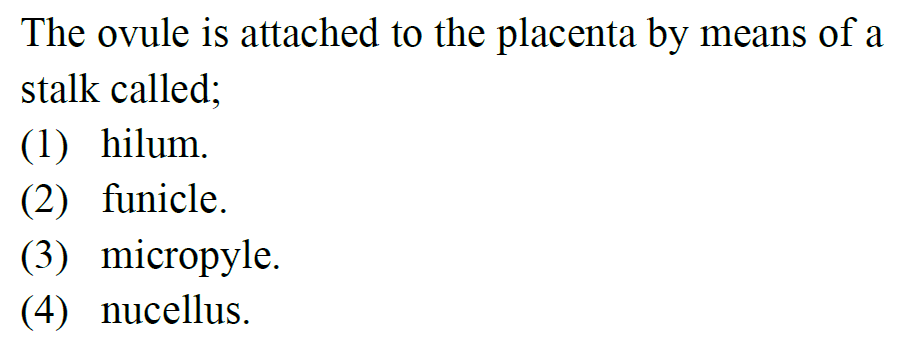 The ovule is attached to the placenta by means of a
stalk called;
(1) hilum.
(2) funicle.
(3) micropyle.
(4) nucellus.